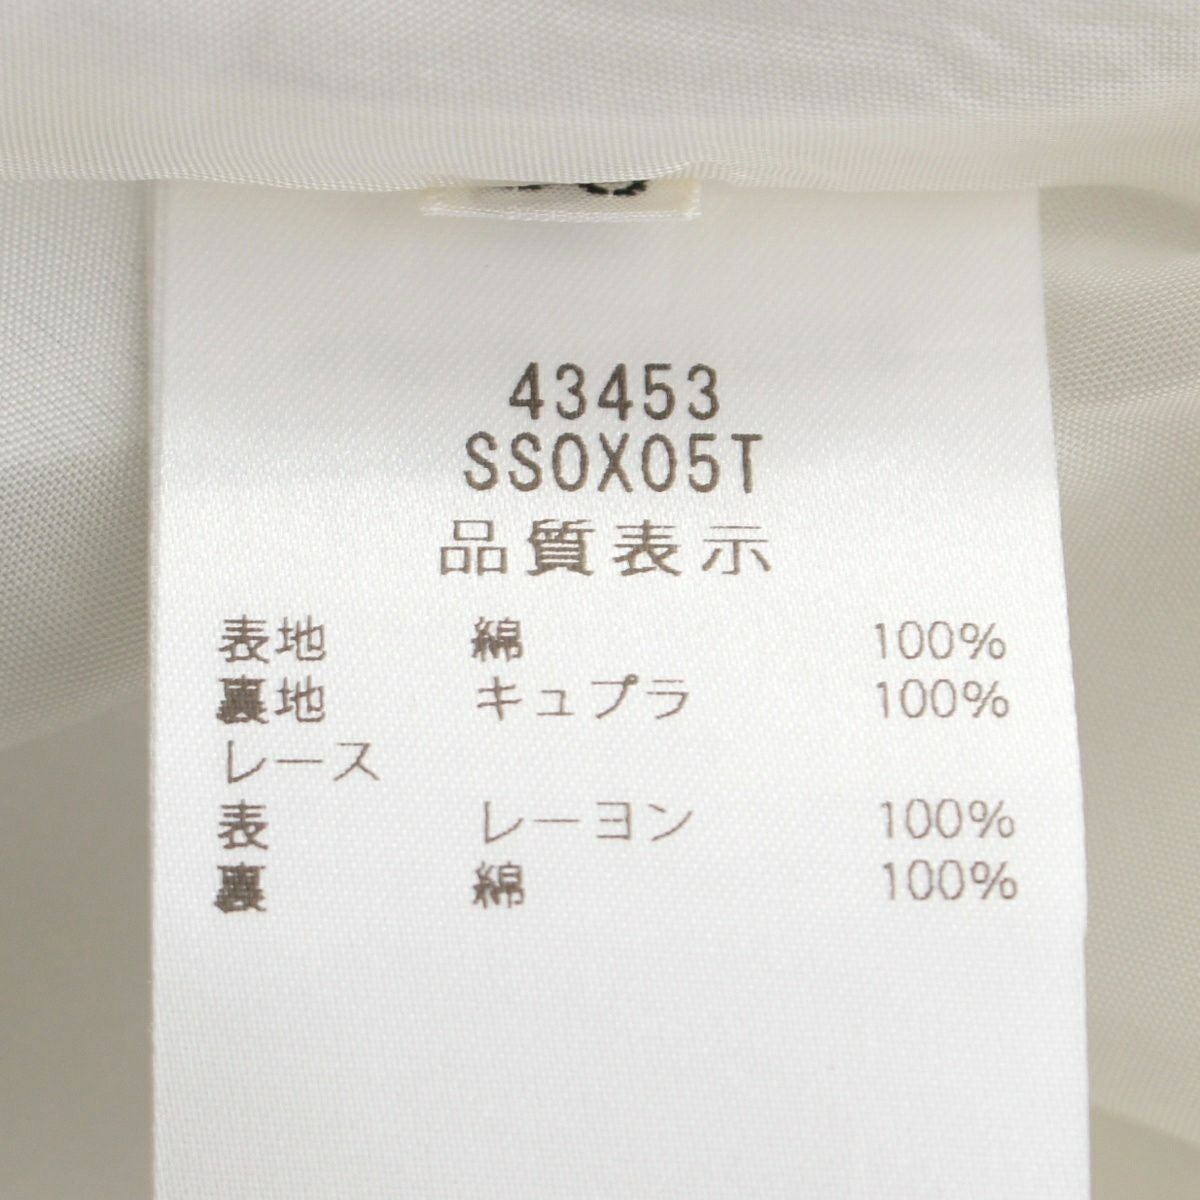 43453
SS0X05T
品質表示
表地 綿 100%
裏地 キュプラ 100%
レース
表 レーヨン 100%
裏 綿 100%